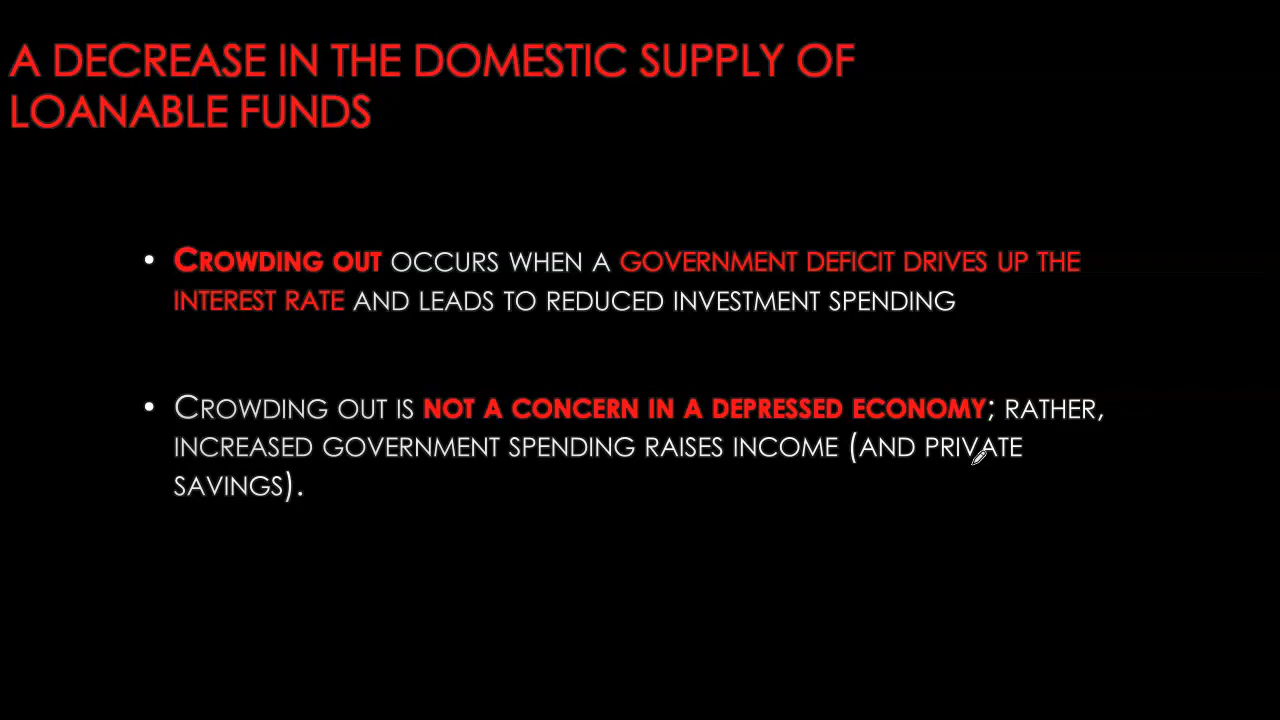 A DECREASE IN THE DOMESTIC SUPPLY OF
LOANABLE FUNDS
• CROWDING OUT OCCURS WHEN A GOVERNMENT DEFICIT DRIVES UP THE
INTEREST RATE AND LEADS TO REDUCED INVESTMENT SPENDING
• CROWDING OUT IS NOT A CONCERN IN A DEPRESSED ECONOMY; RATHER,
INCREASED GOVERNMENT SPENDING RAISES INCOME (AND PRIVATE
SAVINGS).